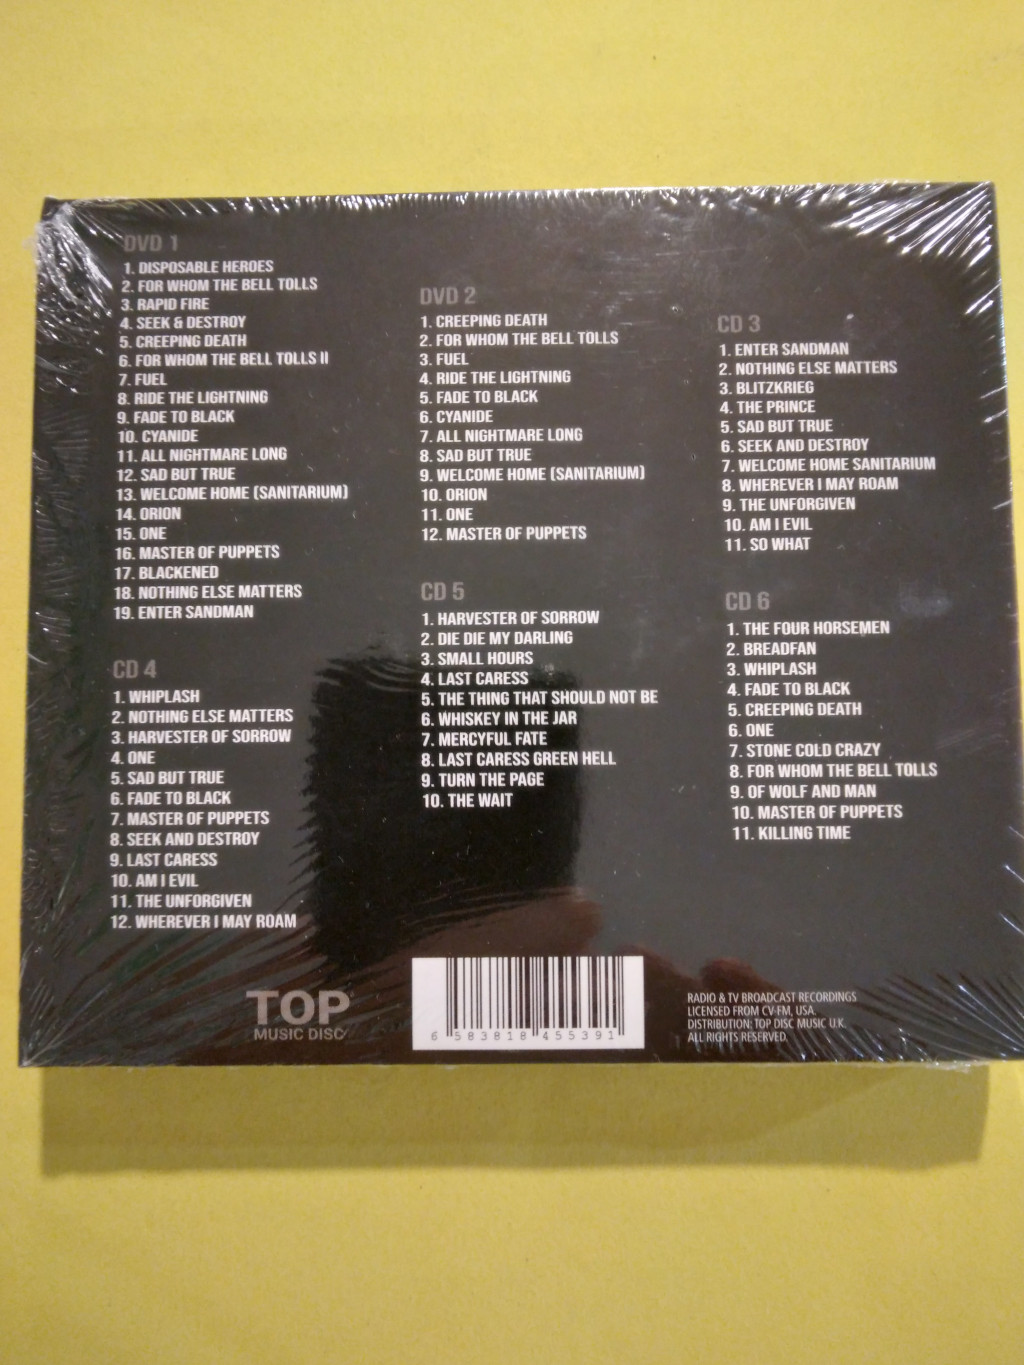 DVD 1
1. DISPOSABLE HEROES
2. FOR WHOM THE BELL TOLLS
3. RAPID FIRE
4. SEEK & DESTROY
5. CREEPING DEATH
6. FOR WHOM THE BELL TOLLS II
7. FUEL
8. RIDE THE LIGHTNING
9. FADE TO BLACK
10. CYANIDE
11. ALL NIGHTMARE LONG
12. SAD BUT TRUE
13. WELCOME HOME (SANITARIUM)
14. ORION
15. ONE
16. MASTER OF PUPPETS
17. BLACKENED
18. NOTHING ELSE MATTERS
19. ENTER SANDMAN
DVD 2
1. CREEPING DEATH
2. FOR WHOM THE BELL TOLLS
3. FUEL
4. RIDE THE LIGHTNING
5. FADE TO BLACK
6. CYANIDE
7. ALL NIGHTMARE LONG
8. SAD BUT TRUE
9. WELCOME HOME (SANITARIUM)
10. ORION
11. ONE
12. MASTER OF PUPPETS
CD 3
1. ENTER SANDMAN
2. NOTHING ELSE MATTERS
3. BLITZKRIEG
4. THE PRINCE
5. SAD BUT TRUE
6. SEEK AND DESTROY
7. WELCOME HOME SANITARIUM
8. WHEREVER I MAY ROAM
9. THE UNFORGIVEN
10. AM I EVIL
11. SO WHAT
CD 4
1. WHIPLASH
2. NOTHING ELSE MATTERS
3. HARVESTER OF SORROW
4. ONE
5. SAD BUT TRUE
6. FADE TO BLACK
7. MASTER OF PUPPETS
8. SEEK AND DESTROY
9. LAST CARESS
10. AM I EVIL
11. THE UNFORGIVEN
12. WHEREVER I MAY ROAM
CD 5
1. HARVESTER OF SORROW
2. DIE DIE MY DARLING
3. SMALL HOURS
4. LAST CARESS
5. THE THING THAT SHOULD NOT BE
6. WHISKEY IN THE JAR
7. MERCYFUL FATE
8. LAST CARESS GREEN HELL
9. TURN THE PAGE
10. THE WAIT
CD 6
1. THE FOUR HORSEMEN
2. BREADFAN
3. WHIPLASH
4. FADE TO BLACK
5. CREEPING DEATH
6. ONE
7. STONE COLD CRAZY
8. FOR WHOM THE BELL TOLLS
9. OF WOLF AND MAN
10. MASTER OF PUPPETS
11. KILLING TIME
TOP
MUSIC DISC
6 583818 455391
RADIO & TV BROADCAST RECORDINGS
LICENSED FROM CV-FM, USA.
DISTRIBUTION: TOP DISC MUSIC U.K.
ALL RIGHTS RESERVED.